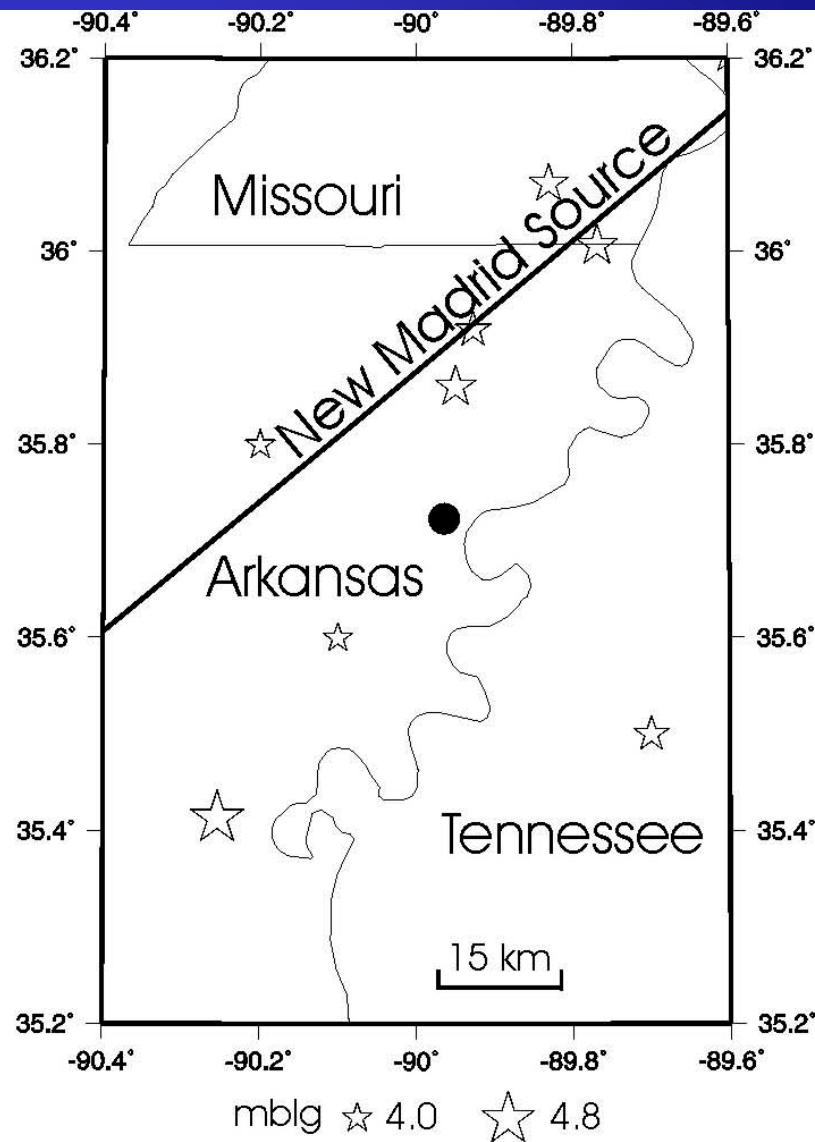 -90.4° -90.2° -90° -89.8° -89.6°
36.2° 36.2°
Missouri
New Madrid Source
36° 36°
35.8° 35.8°
Arkansas
35.6° 35.6°
35.4° 35.4°
Tennessee
15 km
35.2° 35.2°
-90.4° -90.2° -90° -89.8° -89.6°
mblg 4.0 4.8